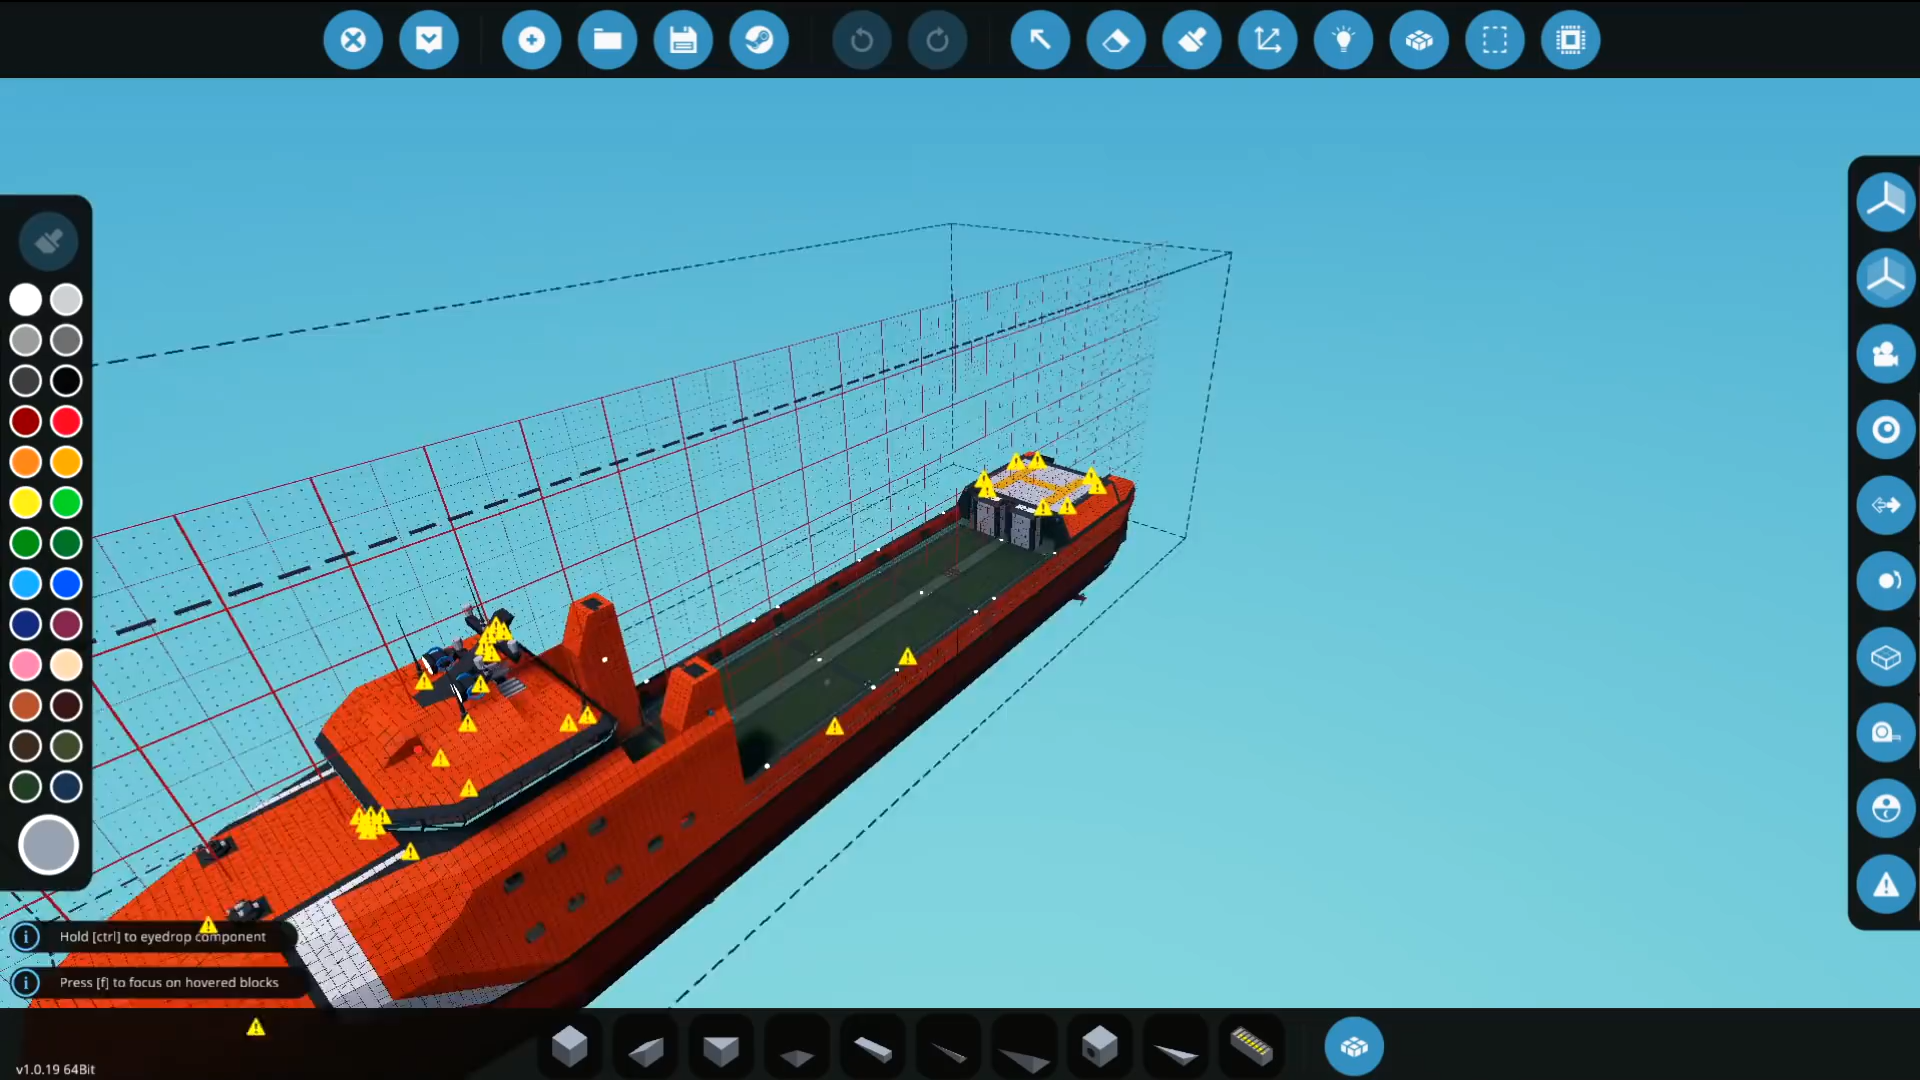 Hold [ctrl] to eyedrop component
Press [f] to focus on hovered blocks
v1.0.19 64Bit